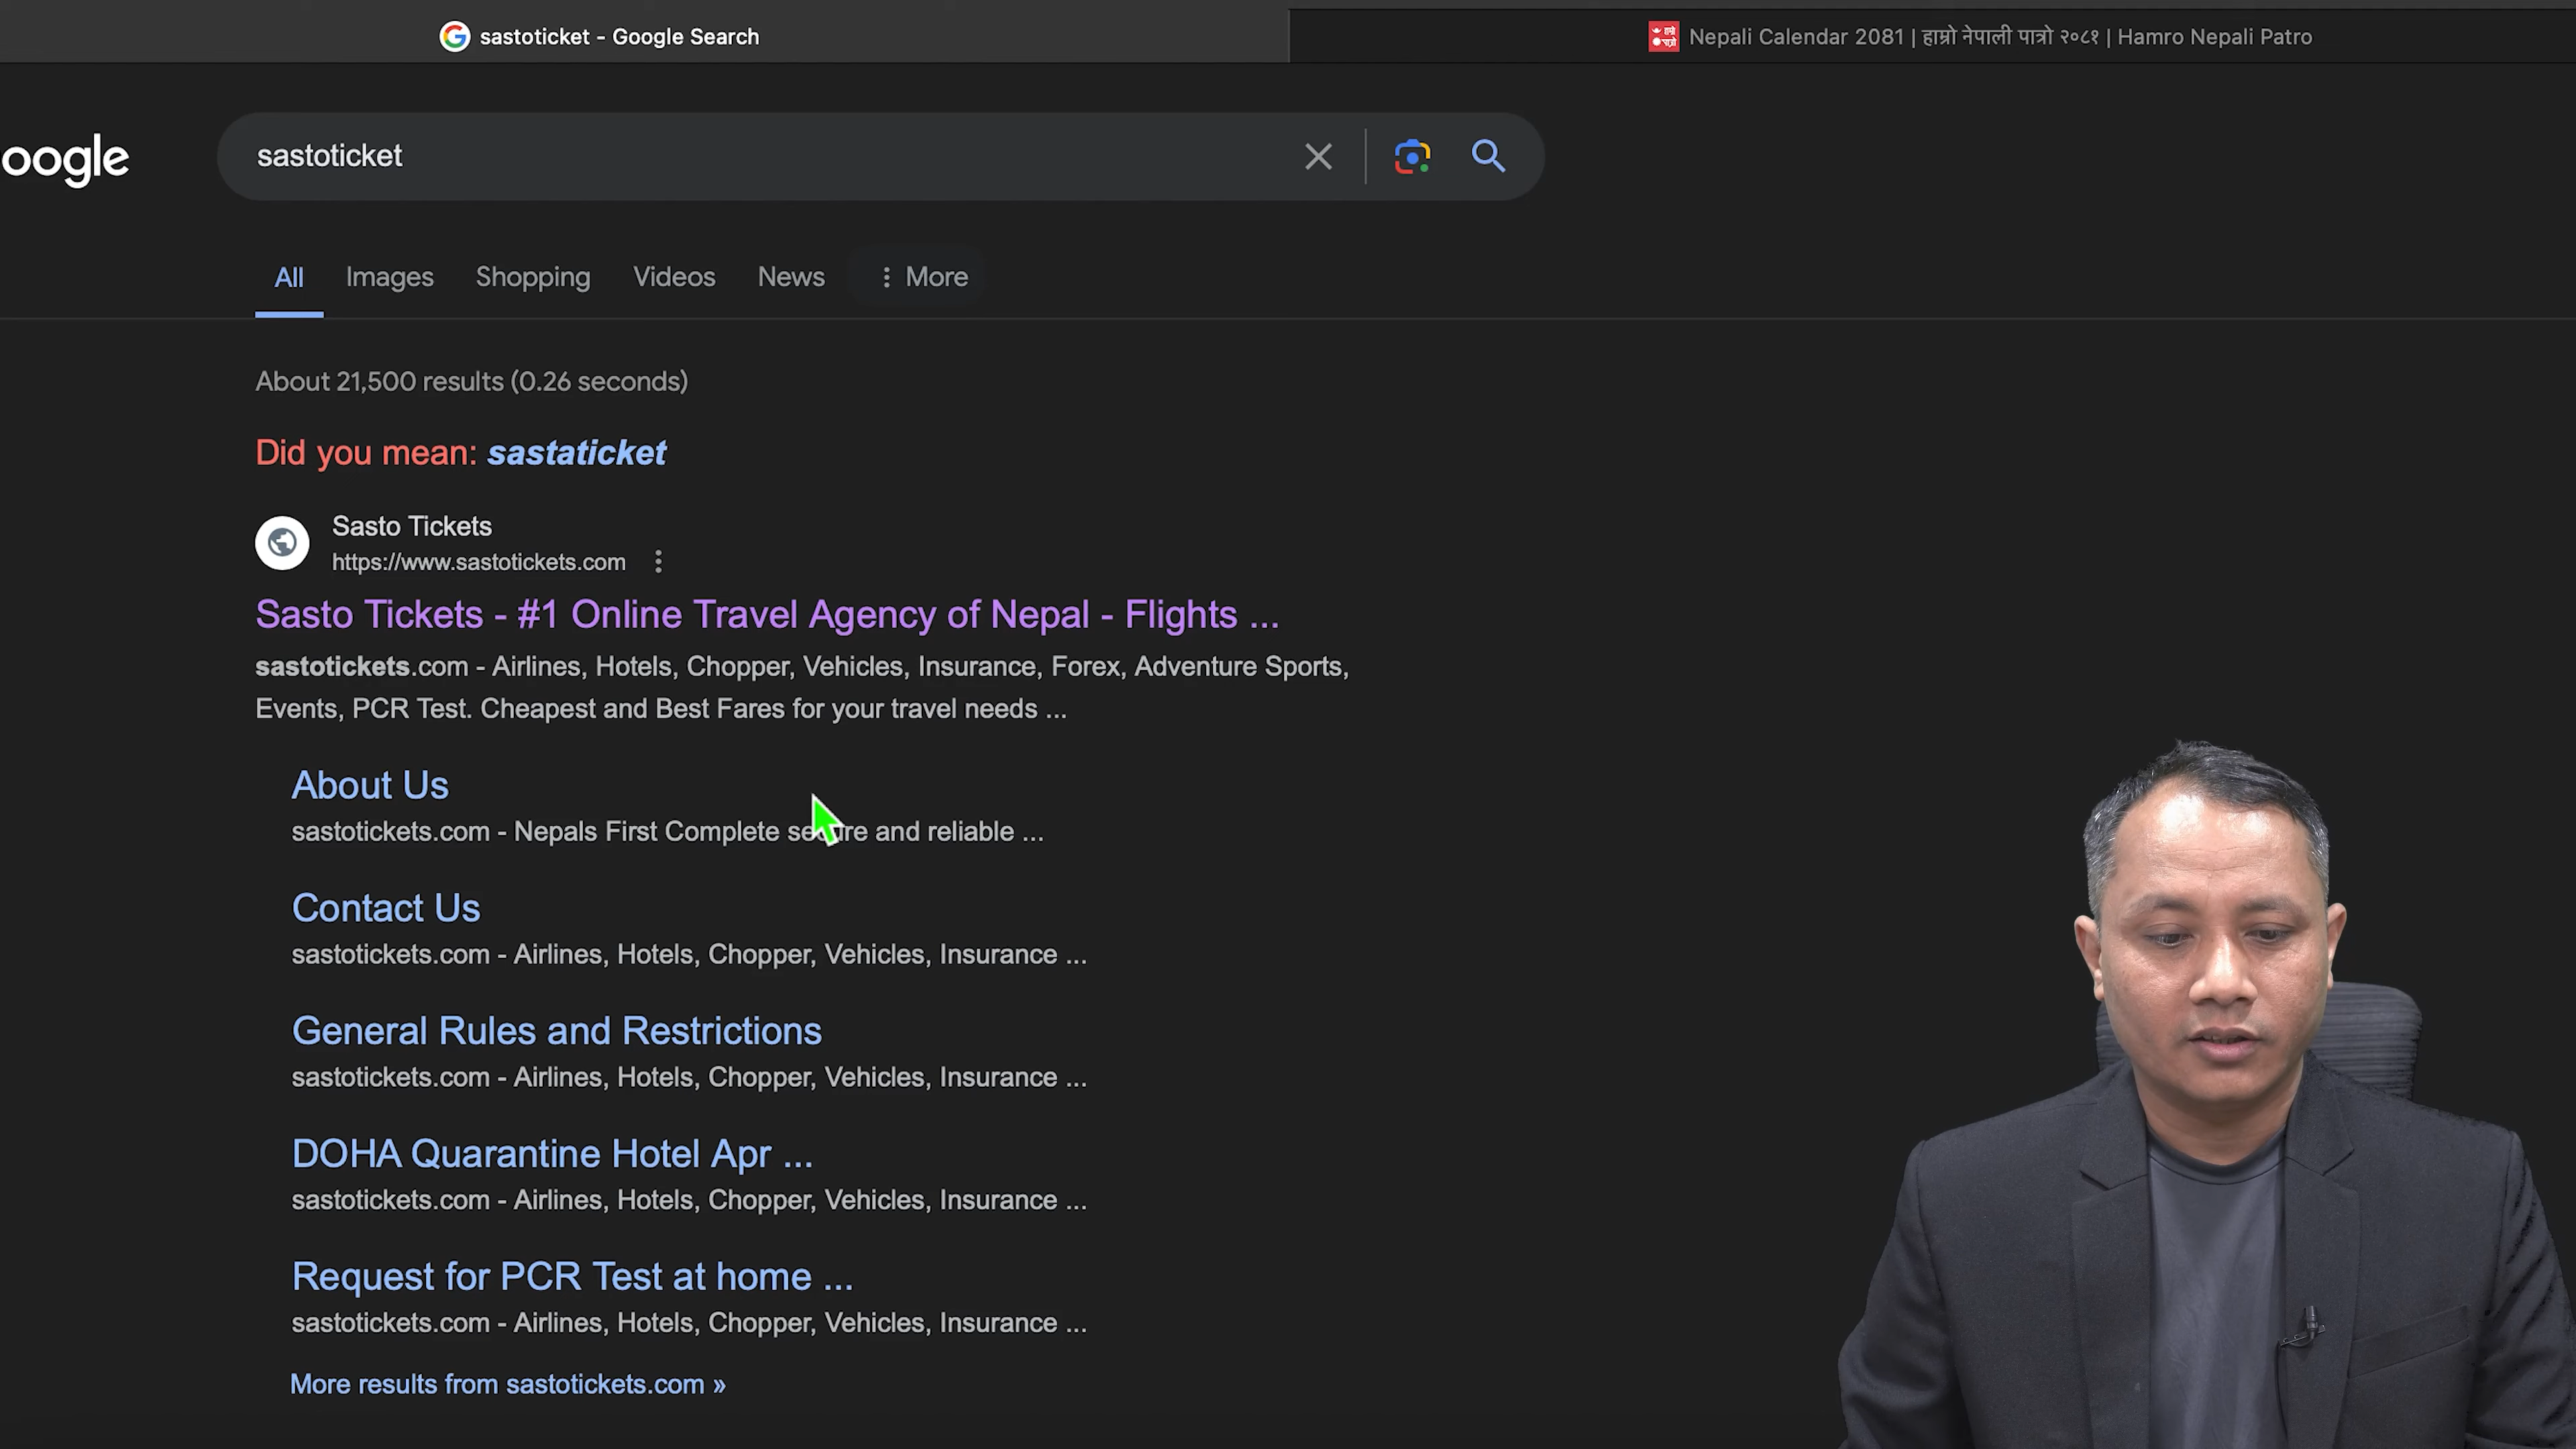 sastoticket - Google Search
Nepali Calendar 2081 | हाम्रो नेपाली पात्रो २०८१ | Hamro Nepali Patro
oogle
sastoticket
All
Images
Shopping
Videos
News
More
About 21,500 results (0.26 seconds)
Did you mean: sastaticket
Sasto Tickets
https://www.sastotickets.com
Sasto Tickets - #1 Online Travel Agency of Nepal - Flights ...
sastotickets.com - Airlines, Hotels, Chopper, Vehicles, Insurance, Forex, Adventure Sports,
Events, PCR Test. Cheapest and Best Fares for your travel needs ...
About Us
sastotickets.com - Nepals First Complete secure and reliable ...
Contact Us
sastotickets.com - Airlines, Hotels, Chopper, Vehicles, Insurance ...
General Rules and Restrictions
sastotickets.com - Airlines, Hotels, Chopper, Vehicles, Insurance ...
DOHA Quarantine Hotel Apr ...
sastotickets.com - Airlines, Hotels, Chopper, Vehicles, Insurance ...
Request for PCR Test at home ...
sastotickets.com - Airlines, Hotels, Chopper, Vehicles, Insurance ...
More results from sastotickets.com »